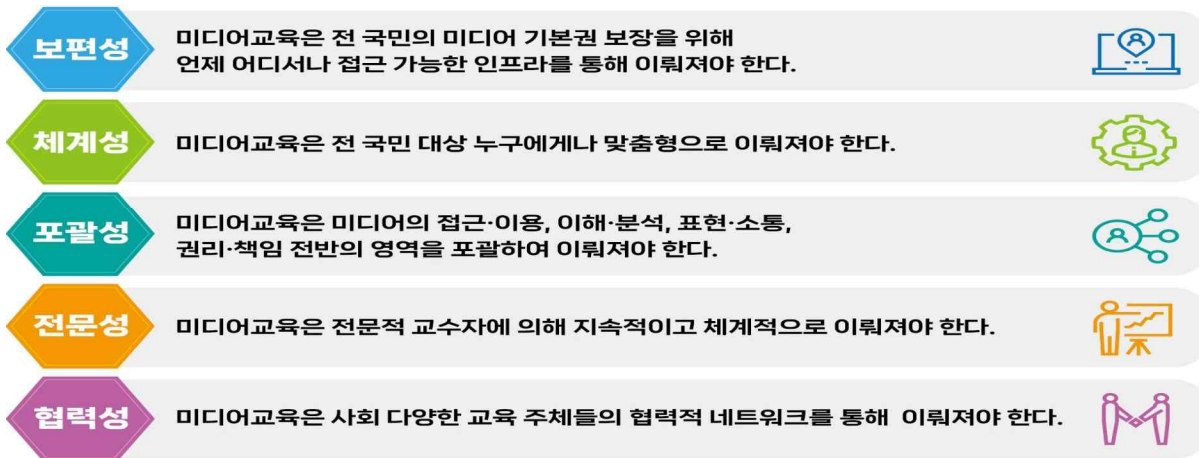 보편성
미디어교육은 전 국민의 미디어 기본권 보장을 위해
언제 어디서나 접근 가능한 인프라를 통해 이뤄져야 한다.
체계성
미디어교육은 전 국민 대상 누구에게나 맞춤형으로 이뤄져야 한다.
포괄성
미디어교육은 미디어의 접근·이용, 이해·분석, 표현·소통,
권리·책임 전반의 영역을 포괄하여 이뤄져야 한다.
전문성
미디어교육은 전문적 교수자에 의해 지속적이고 체계적으로 이뤄져야 한다.
협력성
미디어교육은 사회 다양한 교육 주체들의 협력적 네트워크를 통해 이뤄져야 한다.